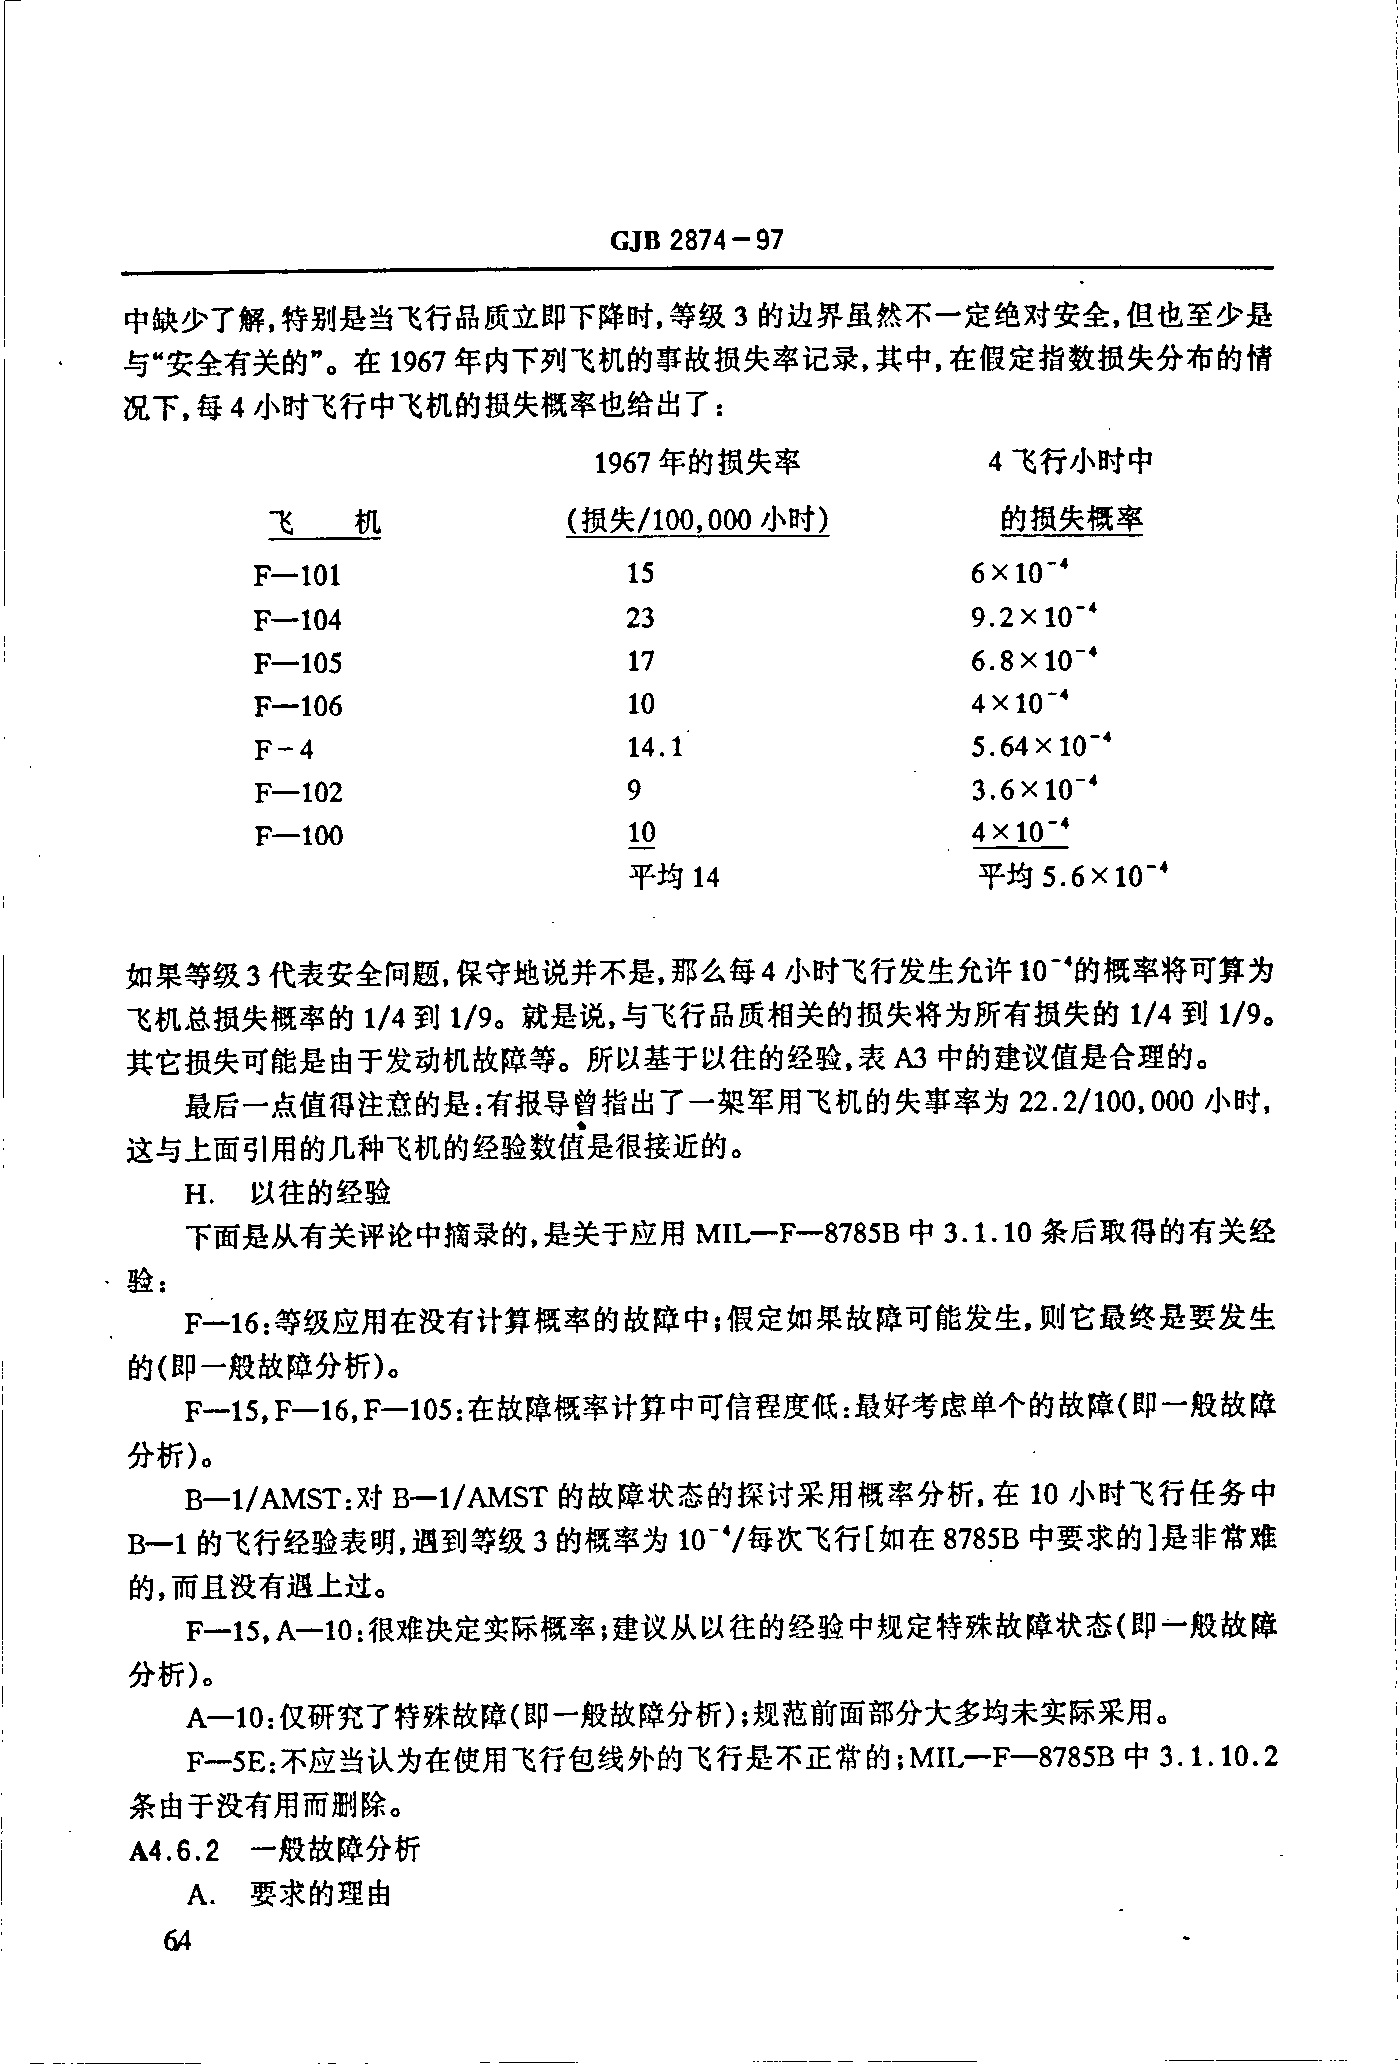 GJB 2874－97
中缺少了解,特别是当飞行品质立即下降时,等级 3 的边界虽然不一定绝对安全,但也至少是
与“安全有关的”。在 1967 年内下列飞机的事故损失率记录,其中,在假定指数损失分布的情
况下,每 4 小时飞行中飞机的损失概率也给出了:
1967 年的损失率 4 飞行小时中
飞 机 (损失/100,000 小时) 的损失概率
F—101 15 6×10⁻⁴
F—104 23 9.2×10⁻⁴
F—105 17 6.8×10⁻⁴
F—106 10 4×10⁻⁴
F-4 14.1 5.64×10⁻⁴
F—102 9 3.6×10⁻⁴
F—100 10 4×10⁻⁴
平均 14 平均 5.6×10⁻⁴
如果等级 3 代表安全问题,保守地说并不是,那么每 4 小时飞行发生允许 10⁻⁴的概率将可算为
飞机总损失概率的 1/4 到 1/9。就是说,与飞行品质相关的损失将为所有损失的 1/4 到 1/9。
其它损失可能是由于发动机故障等。所以基于以往的经验,表 A3 中的建议值是合理的。
最后一点值得注意的是:有报导曾指出了一架军用飞机的失事率为 22.2/100,000 小时,
这与上面引用的几种飞机的经验数值是很接近的。
H. 以往的经验
下面是从有关评论中摘录的,是关于应用 MIL—F—8785B 中 3.1.10 条后取得的有关经
验:
F—16:等级应用在没有计算概率的故障中;假定如果故障可能发生,则它最终是要发生
的(即一般故障分析)。
F—15,F—16,F—105:在故障概率计算中可信程度低:最好考虑单个的故障(即一般故障
分析)。
B—1/AMST:对 B—1/AMST 的故障状态的探讨采用概率分析,在 10 小时飞行任务中
B—1 的飞行经验表明,遇到等级 3 的概率为 10⁻⁴/每次飞行[如在 8785B 中要求的]是非常难
的,而且没有遇上过。
F—15,A—10:很难决定实际概率;建议从以往的经验中规定特殊故障状态(即一般故障
分析)。
A—10:仅研究了特殊故障(即一般故障分析);规范前面部分大多均未实际采用。
F—5E:不应当认为在使用飞行包线外的飞行是不正常的;MIL—F—8785B 中 3.1.10.2
条由于没有用而删除。
A4.6.2 一般故障分析
A. 要求的理由
64